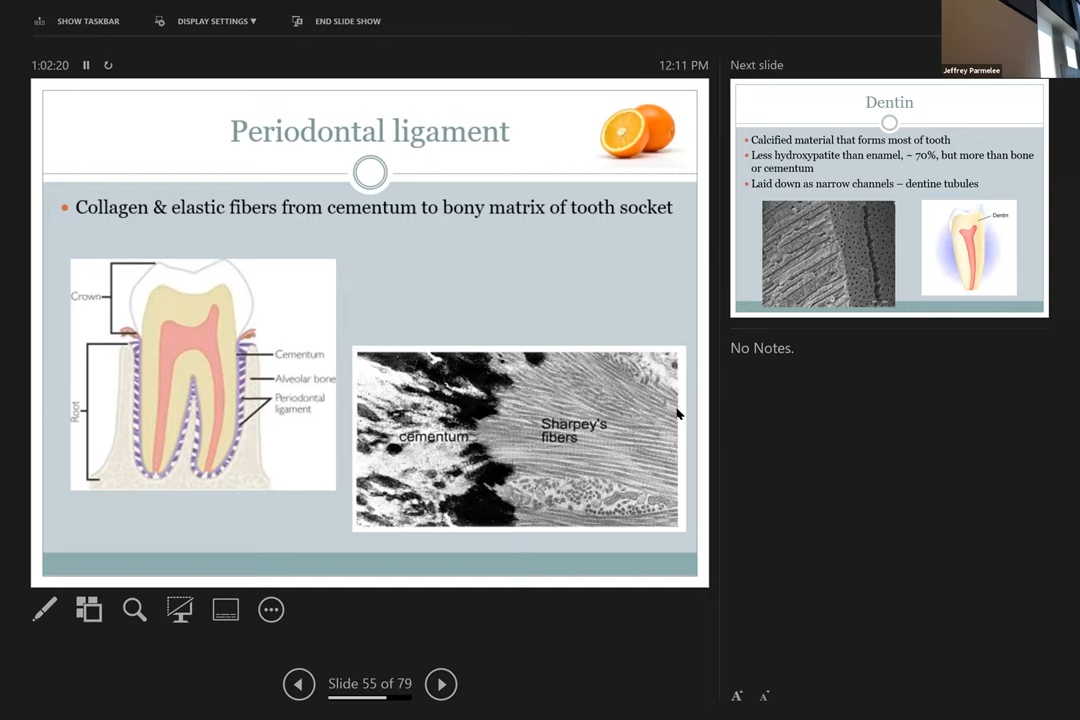 SHOW TASKBAR
DISPLAY SETTINGS ▼
END SLIDE SHOW
Jeffrey Parmelee
1:02:20
12:11 PM
Periodontal ligament
• Collagen & elastic fibers from cementum to bony matrix of tooth socket
Crown
Root
Cementum
Alveolar bone
Periodontal
ligament
cementum
Sharpey's
fibers
Next slide
Dentin
• Calcified material that forms most of tooth
• Less hydroxypatite than enamel, ~ 70%, but more than bone
or cementum
• Laid down as narrow channels – dentine tubules
Dentin
No Notes.
Slide 55 of 79
A
A